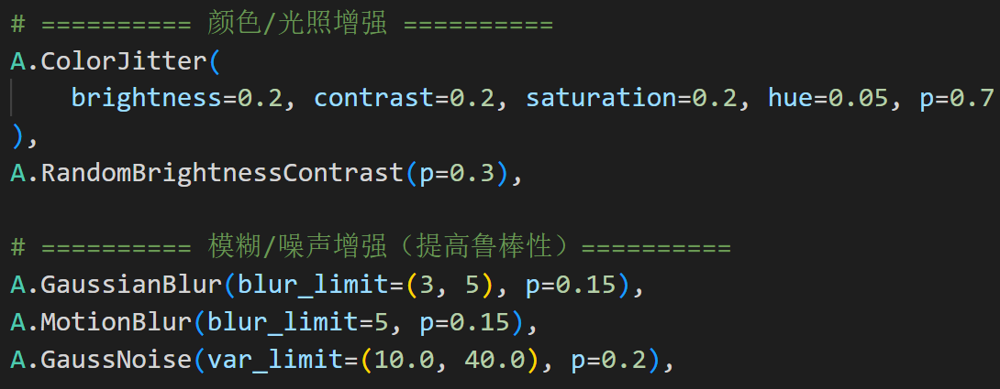 # ========== 颜色/光照增强 ==========
A.ColorJitter(
    brightness=0.2, contrast=0.2, saturation=0.2, hue=0.05, p=0.7
),
A.RandomBrightnessContrast(p=0.3),
# ========== 模糊/噪声增强（提高鲁棒性）==========
A.GaussianBlur(blur_limit=(3, 5), p=0.15),
A.MotionBlur(blur_limit=5, p=0.15),
A.GaussNoise(var_limit=(10.0, 40.0), p=0.2),